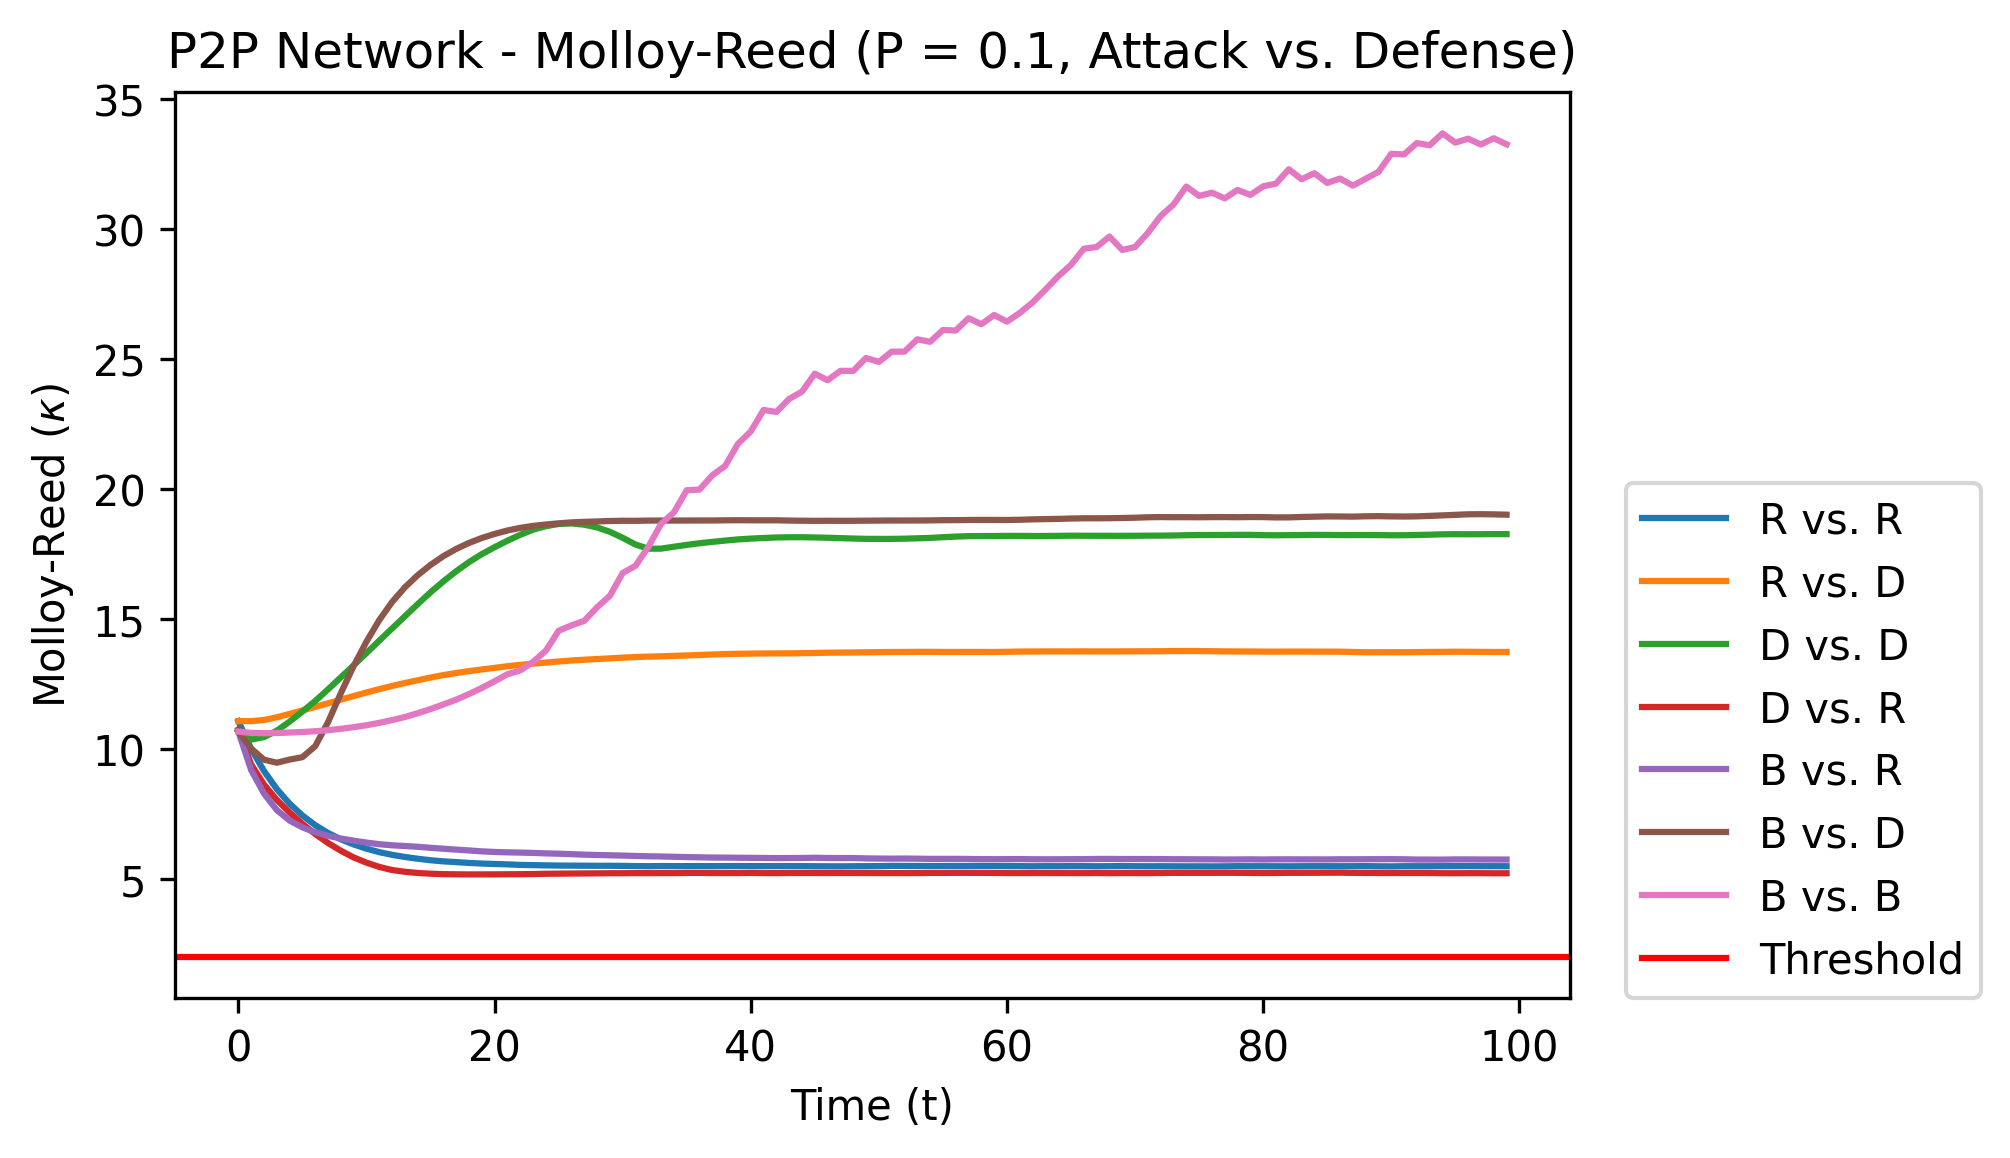 P2P Network - Molloy-Reed (P = 0.1, Attack vs. Defense)
Molloy-Reed (κ)
35
30
25
20
15
10
5
0
20
40
60
80
100
Time (t)
R vs. R
R vs. D
D vs. D
D vs. R
B vs. R
B vs. D
B vs. B
Threshold